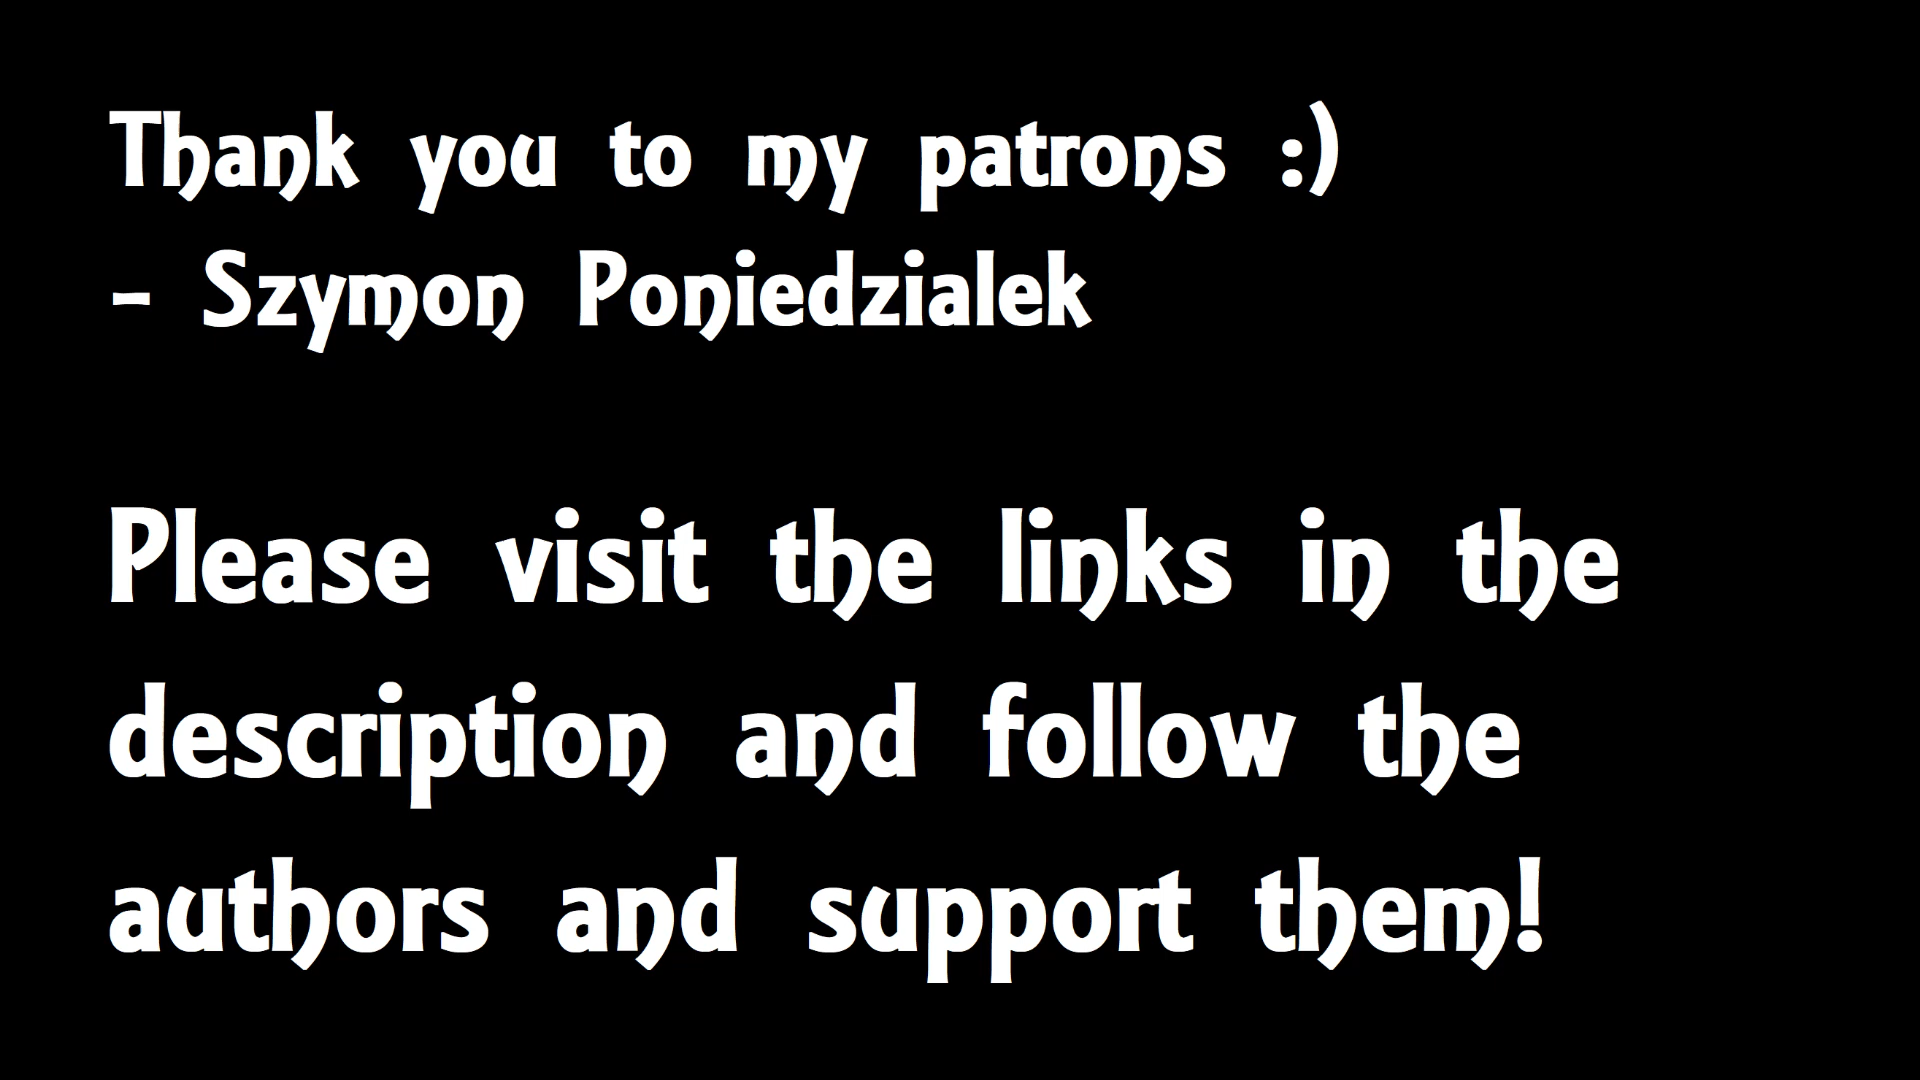 Thank you to my patrons :)
- Szymon Poniedzialek
Please visit the links in the
description and follow the
authors and support them!